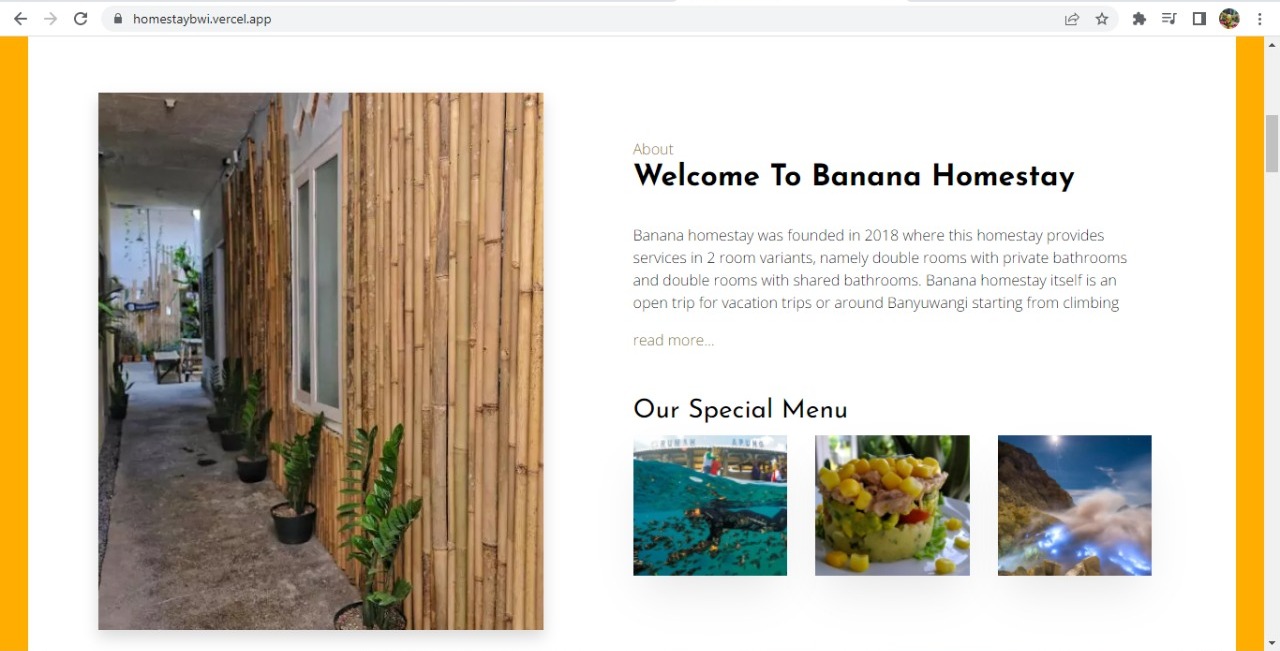 homestaybwi.vercel.app
About
Welcome To Banana Homestay
Banana homestay was founded in 2018 where this homestay provides
services in 2 room variants, namely double rooms with private bathrooms
and double rooms with shared bathrooms. Banana homestay itself is an
open trip for vacation trips or around Banyuwangi starting from climbing
read more...
Our Special Menu
RUMAH APUNG